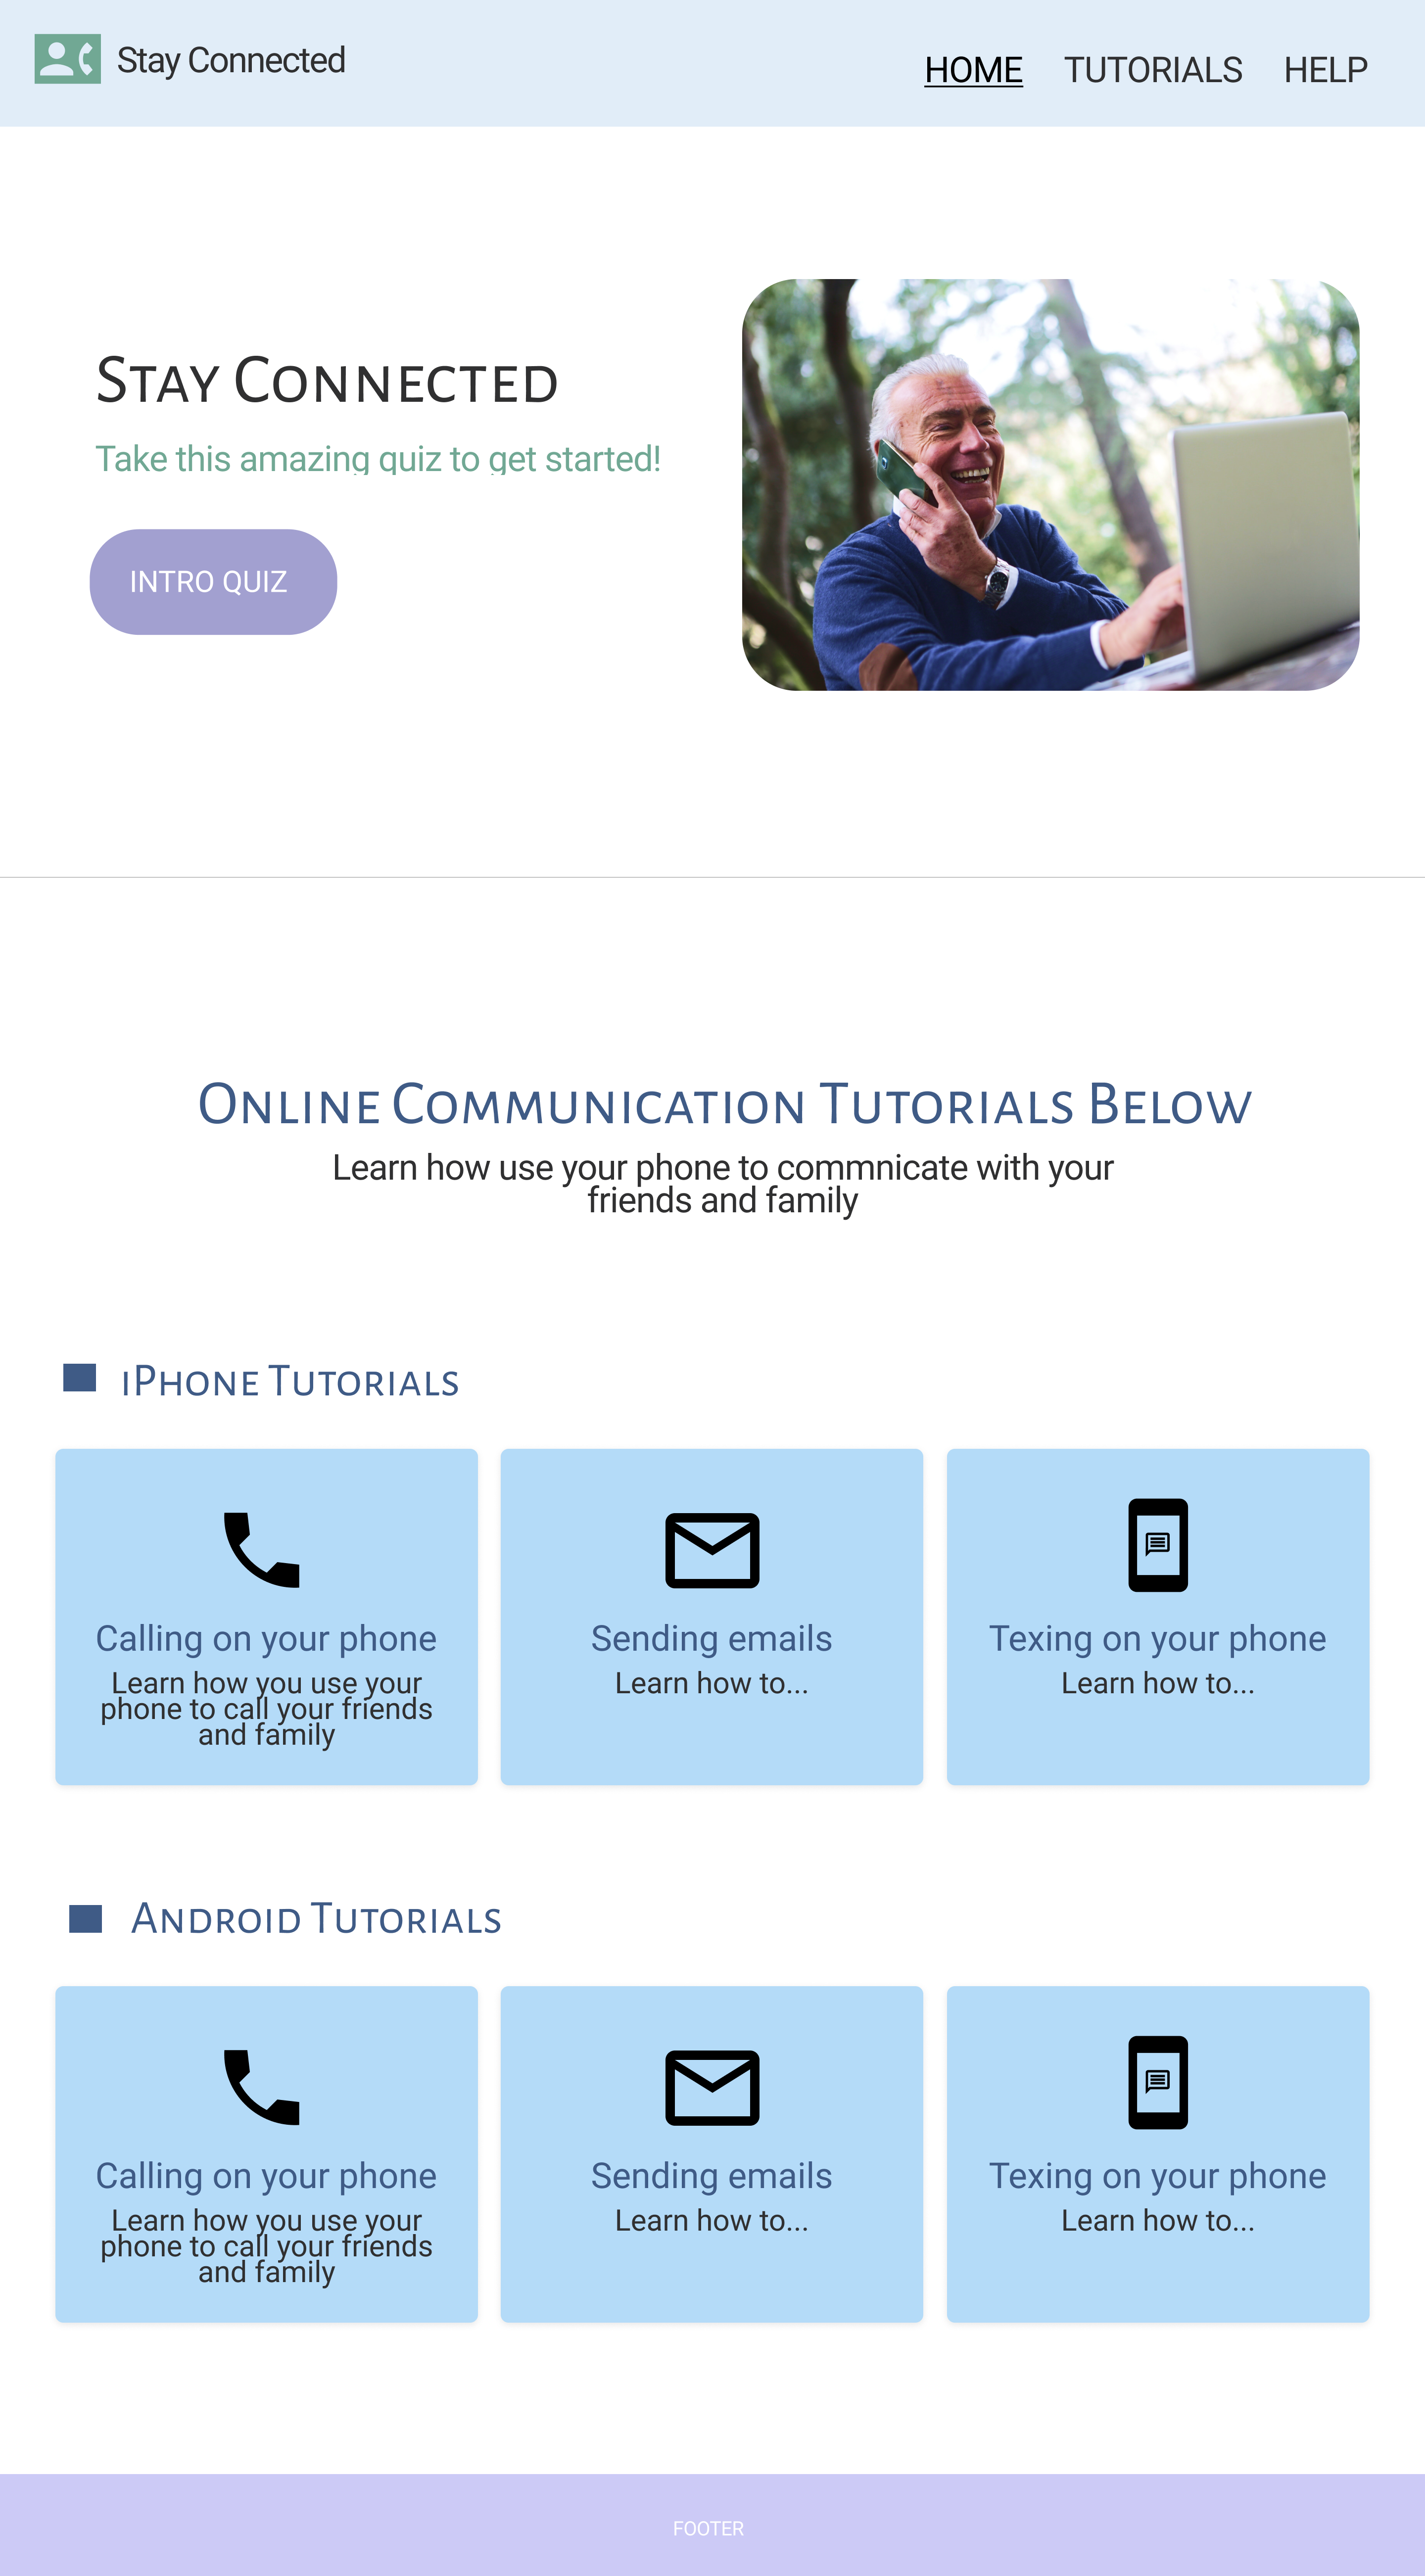 Stay Connected
HOME TUTORIALS HELP
Stay Connected
Take this amazing quiz to get started!
INTRO QUIZ
Online Communication Tutorials Below
Learn how use your phone to commnicate with your
friends and family
iPhone Tutorials
Calling on your phone
Learn how you use your
phone to call your friends
and family
Sending emails
Learn how to...
Texing on your phone
Learn how to...
Android Tutorials
Calling on your phone
Learn how you use your
phone to call your friends
and family
Sending emails
Learn how to...
Texing on your phone
Learn how to...
FOOTER